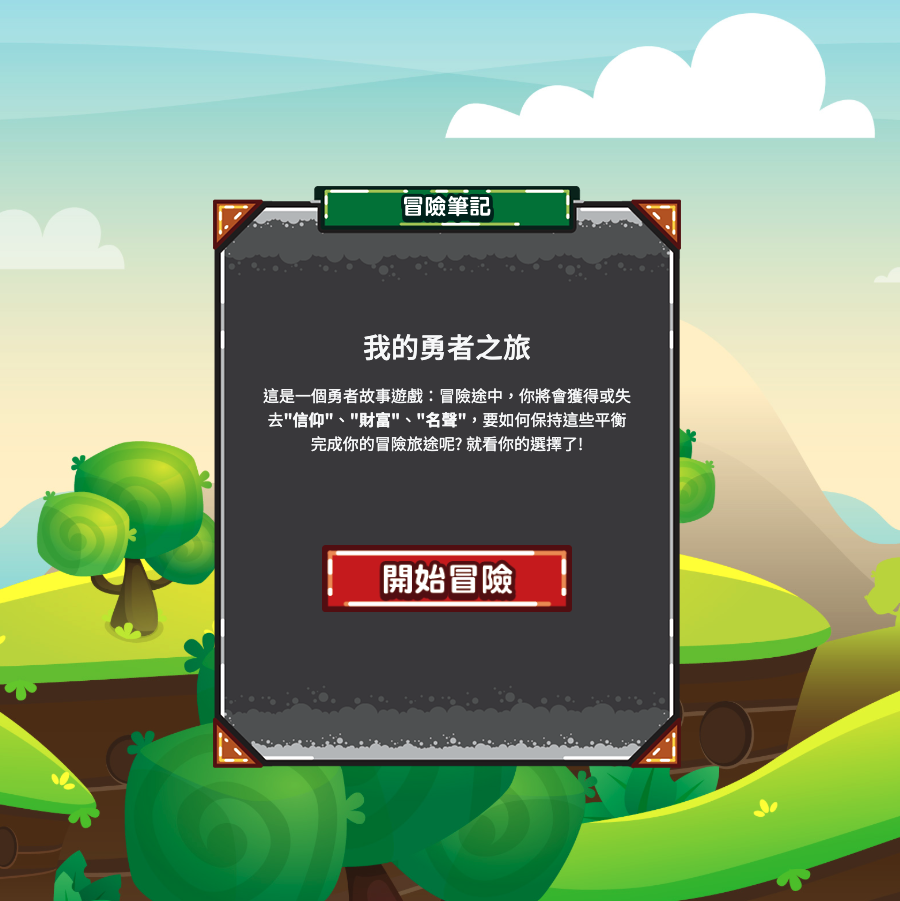 冒險筆記
我的勇者之旅
這是一個勇者故事遊戲：冒險途中，你將會獲得或失
去"信仰"、"財富"、"名聲"，要如何保持這些平衡
完成你的冒險旅途呢? 就看你的選擇了!
開始冒險